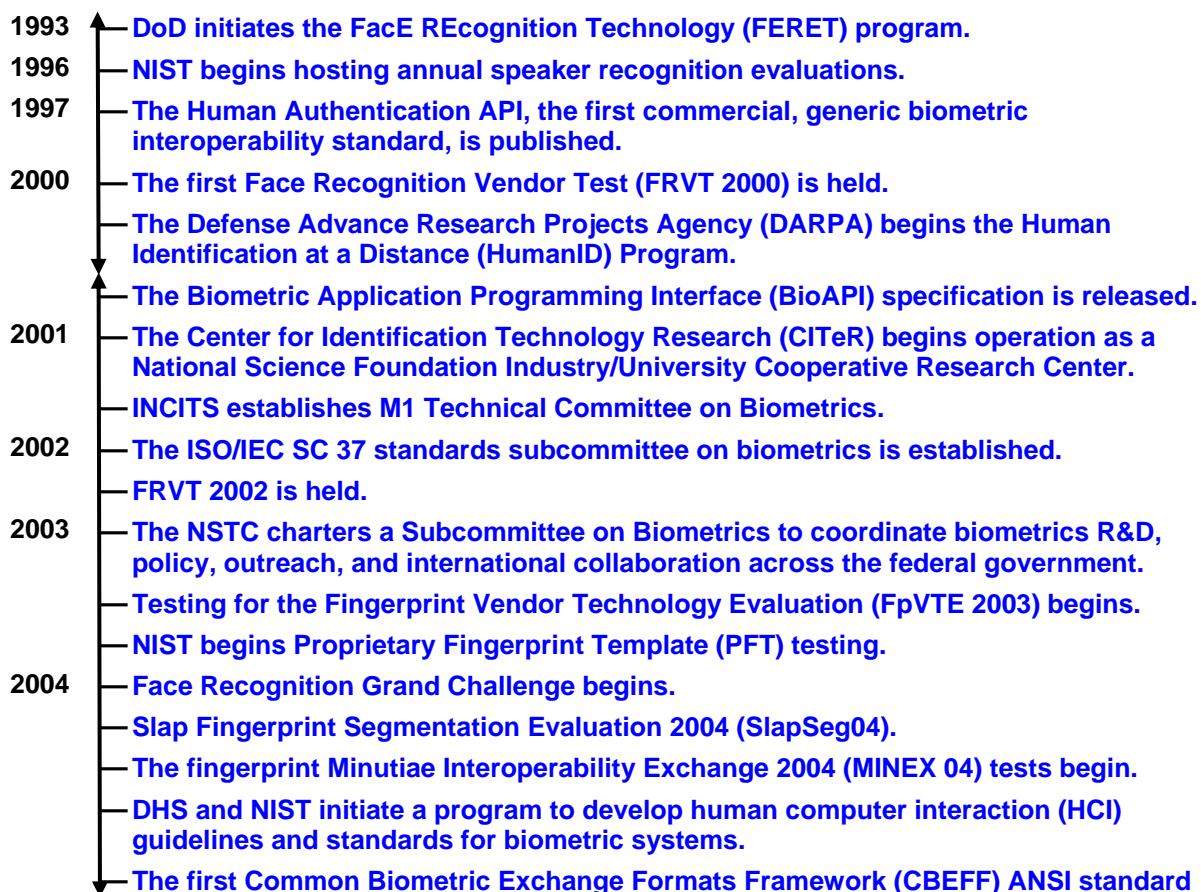 1993 DoD initiates the FacE REcognition Technology (FERET) program.
1996 NIST begins hosting annual speaker recognition evaluations.
1997 The Human Authentication API, the first commercial, generic biometric
interoperability standard, is published.
2000 The first Face Recognition Vendor Test (FRVT 2000) is held.
The Defense Advance Research Projects Agency (DARPA) begins the Human
Identification at a Distance (HumanID) Program.
The Biometric Application Programming Interface (BioAPI) specification is released.
2001 The Center for Identification Technology Research (CITeR) begins operation as a
National Science Foundation Industry/University Cooperative Research Center.
INCITS establishes M1 Technical Committee on Biometrics.
2002 The ISO/IEC SC 37 standards subcommittee on biometrics is established.
FRVT 2002 is held.
2003 The NSTC charters a Subcommittee on Biometrics to coordinate biometrics R&D,
policy, outreach, and international collaboration across the federal government.
Testing for the Fingerprint Vendor Technology Evaluation (FpVTE 2003) begins.
NIST begins Proprietary Fingerprint Template (PFT) testing.
2004 Face Recognition Grand Challenge begins.
Slap Fingerprint Segmentation Evaluation 2004 (SlapSeg04).
The fingerprint Minutiae Interoperability Exchange 2004 (MINEX 04) tests begin.
DHS and NIST initiate a program to develop human computer interaction (HCI)
guidelines and standards for biometric systems.
The first Common Biometric Exchange Formats Framework (CBEFF) ANSI standard